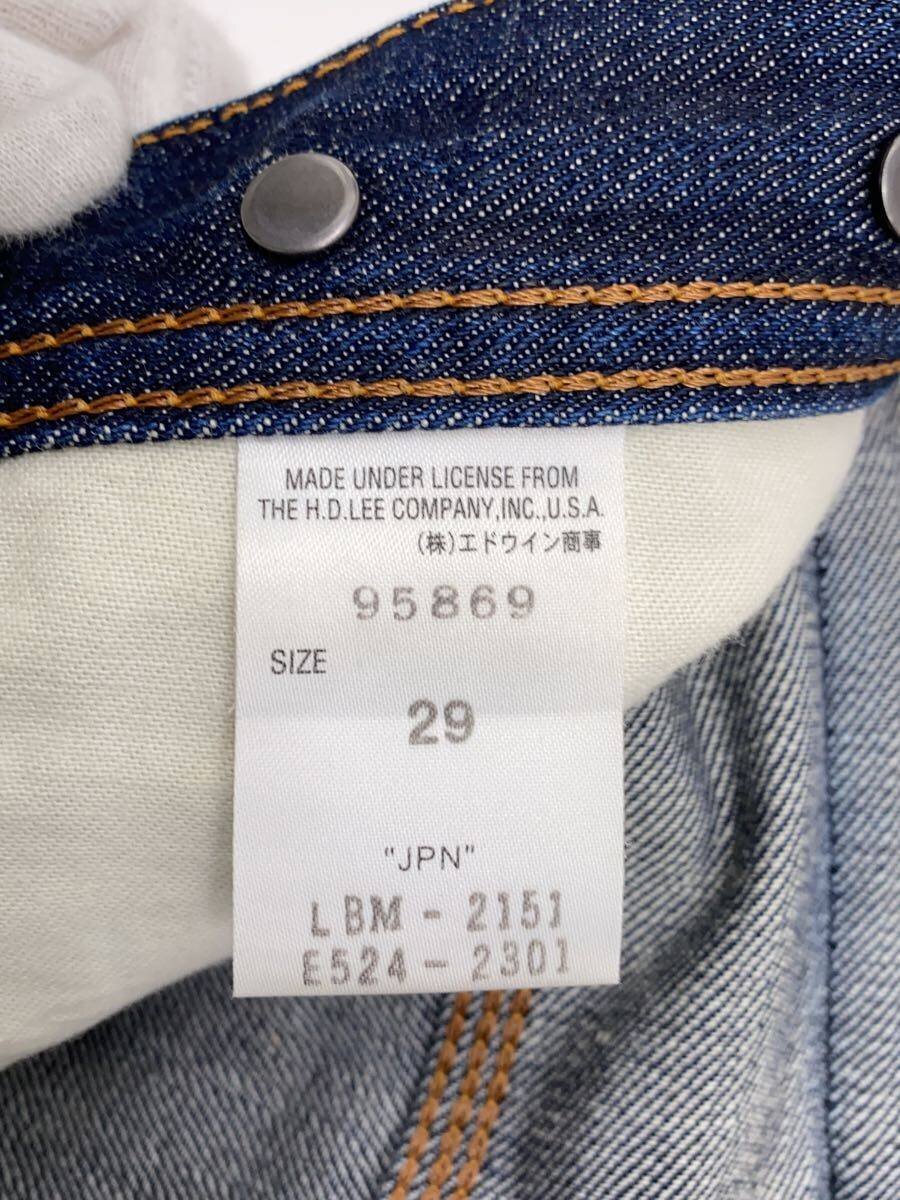 MADE UNDER LICENSE FROM
THE H.D.LEE COMPANY,INC.,U.S.A.
(株)エドウイン商事
95869
SIZE
29
"JPN"
LBM - 2151
E524 - 2301